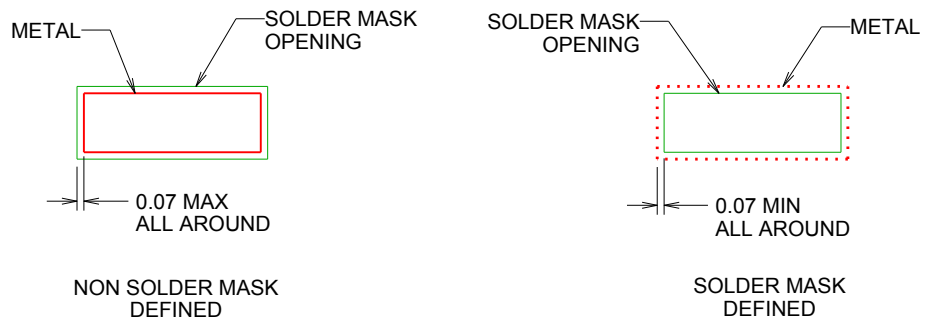 METAL
SOLDER MASK
OPENING
0.07 MAX
ALL AROUND
NON SOLDER MASK
DEFINED
SOLDER MASK
OPENING
METAL
0.07 MIN
ALL AROUND
SOLDER MASK
DEFINED